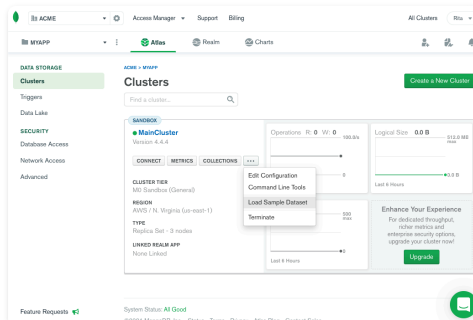 ACME
Access Manager
Support
Billing
All Clusters
Rita
MYAPP
Atlas
Realm
Charts
DATA STORAGE
Clusters
Triggers
Data Lake
SECURITY
Database Access
Network Access
Advanced
Feature Requests
ACME > MYAPP
Clusters
Create a New Cluster
Find a cluster...
SANDBOX
MainCluster
Version 4.4.4
CONNECT
METRICS
COLLECTIONS
...
Edit Configuration
Command Line Tools
Load Sample Dataset
Terminate
CLUSTER TIER
M0 Sandbox (General)
REGION
AWS / N. Virginia (us-east-1)
TYPE
Replica Set - 3 nodes
LINKED REALM APP
None Linked
Operations R: 0 W: 0
100.0/s
0
500
max
0
Last 6 Hours
Logical Size 0.0 B
512.0 MB
max
0.0 B
Last 6 Hours
Enhance Your Experience
For dedicated throughput,
richer metrics and
enterprise security options,
upgrade your cluster now!
Upgrade
System Status: All Good